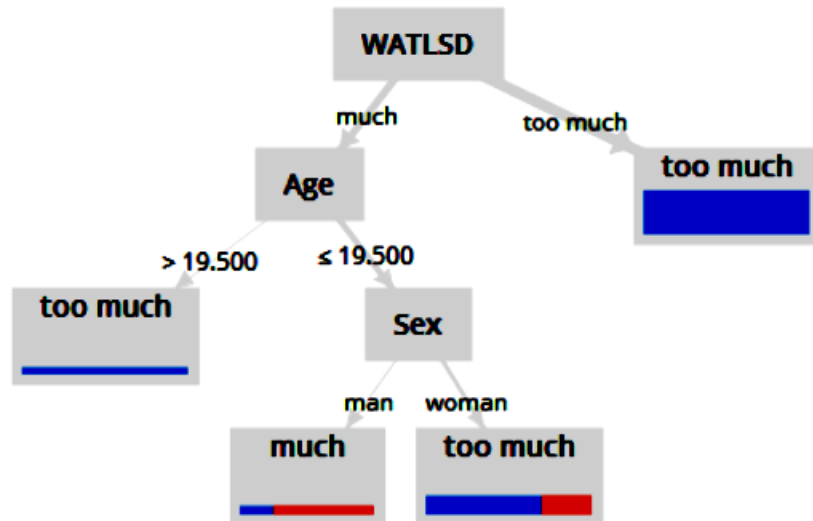 WATLSD
much
too much
too much
Age
> 19.500
≤ 19.500
too much
Sex
man
woman
much
too much